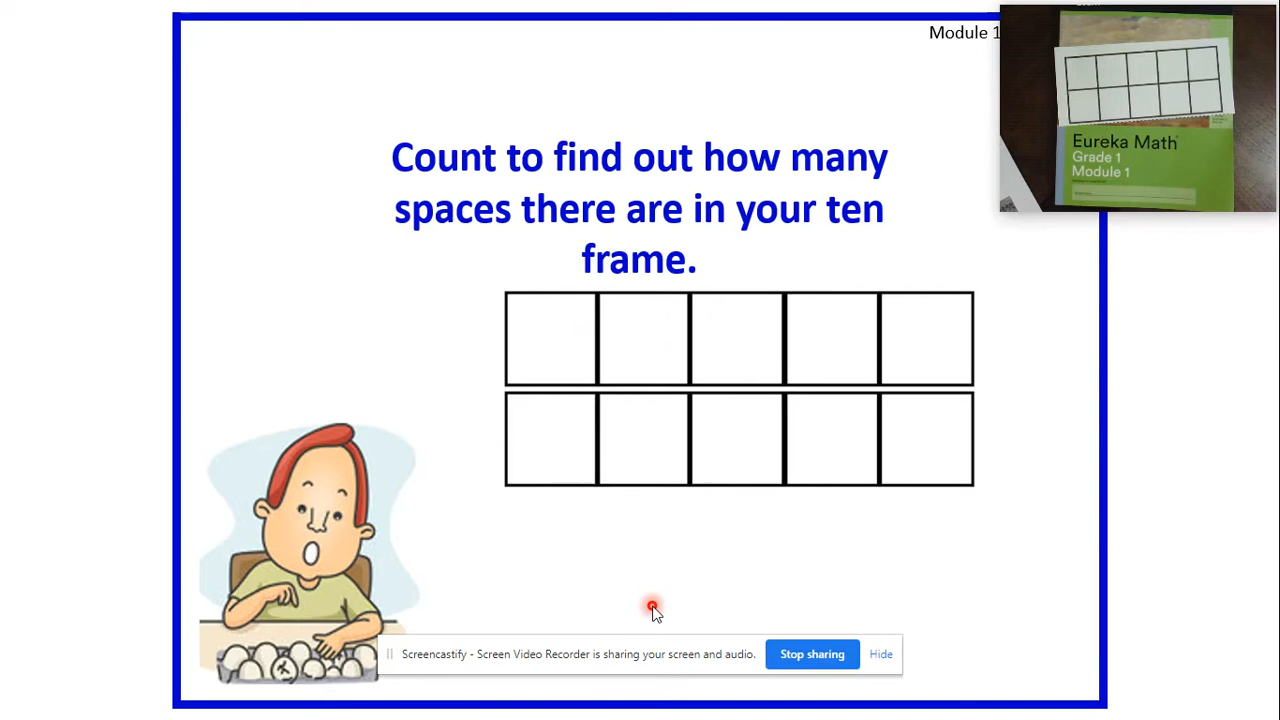 Module 1
Count to find out how many
spaces there are in your ten
frame.
Eureka Math
Grade 1
Module 1
Screencastify - Screen Video Recorder is sharing your screen and audio.
Stop sharing
Hide